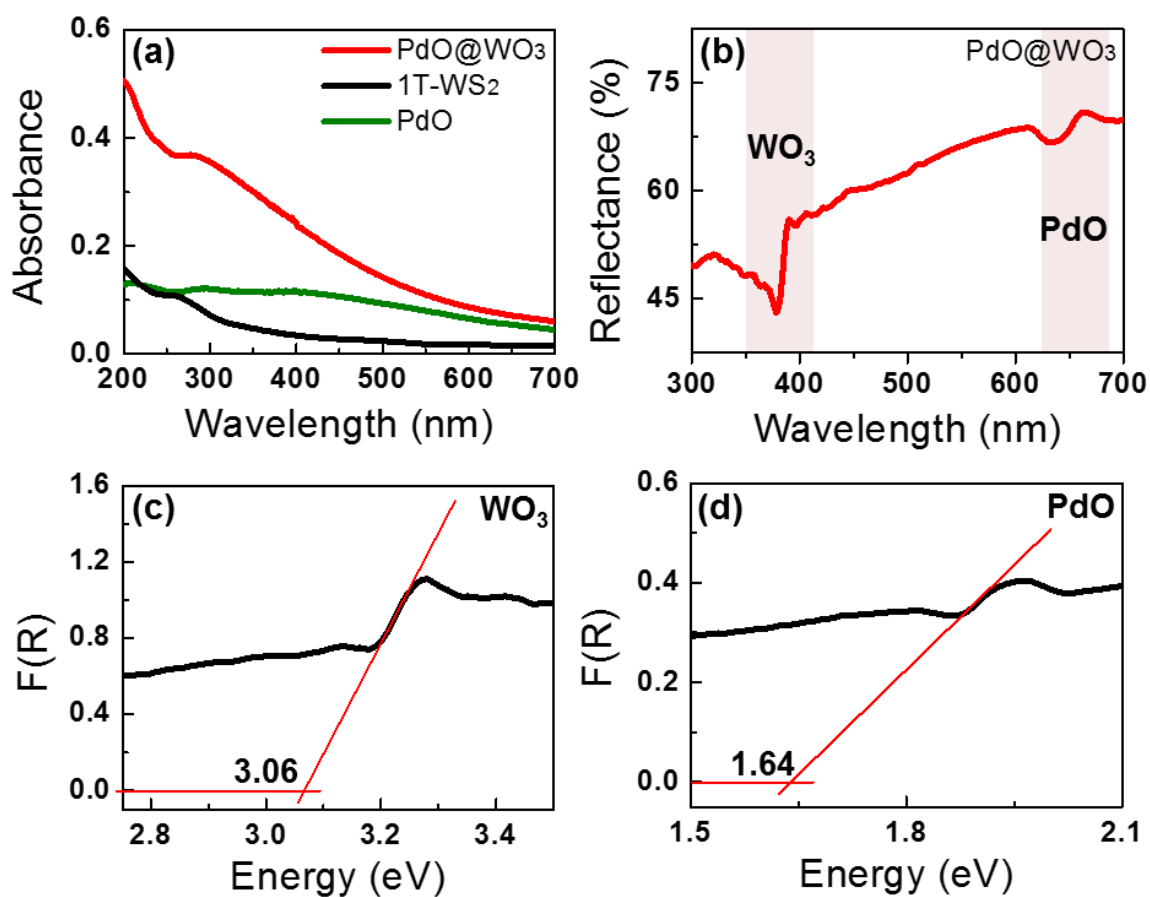 (a)
PdO@WO3
1T-WS2
PdO
0.6
0.4
0.2
0.0
Absorbance
200 300 400 500 600 700
Wavelength (nm)
(b)
PdO@WO3
WO3
PdO
75
60
45
Reflectance (%)
300 400 500 600 700
Wavelength (nm)
(c)
WO3
3.06
1.6
1.2
0.8
0.4
0.0
F(R)
2.8 3.0 3.2 3.4
Energy (eV)
(d)
PdO
1.64
0.6
0.4
0.2
0.0
F(R)
1.5 1.8 2.1
Energy (eV)